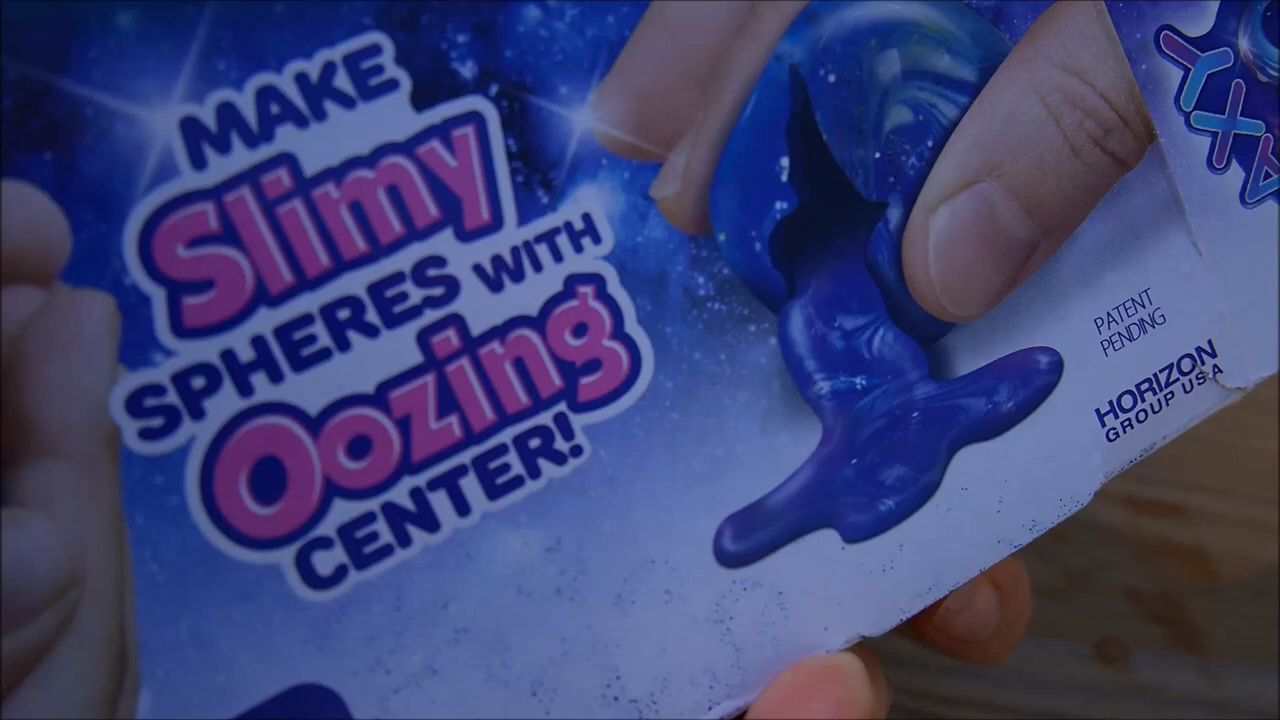 MAKE
Slimy
SPHERES WITH
Oozing
CENTER!
PATENT
PENDING
HORIZON
GROUP USA